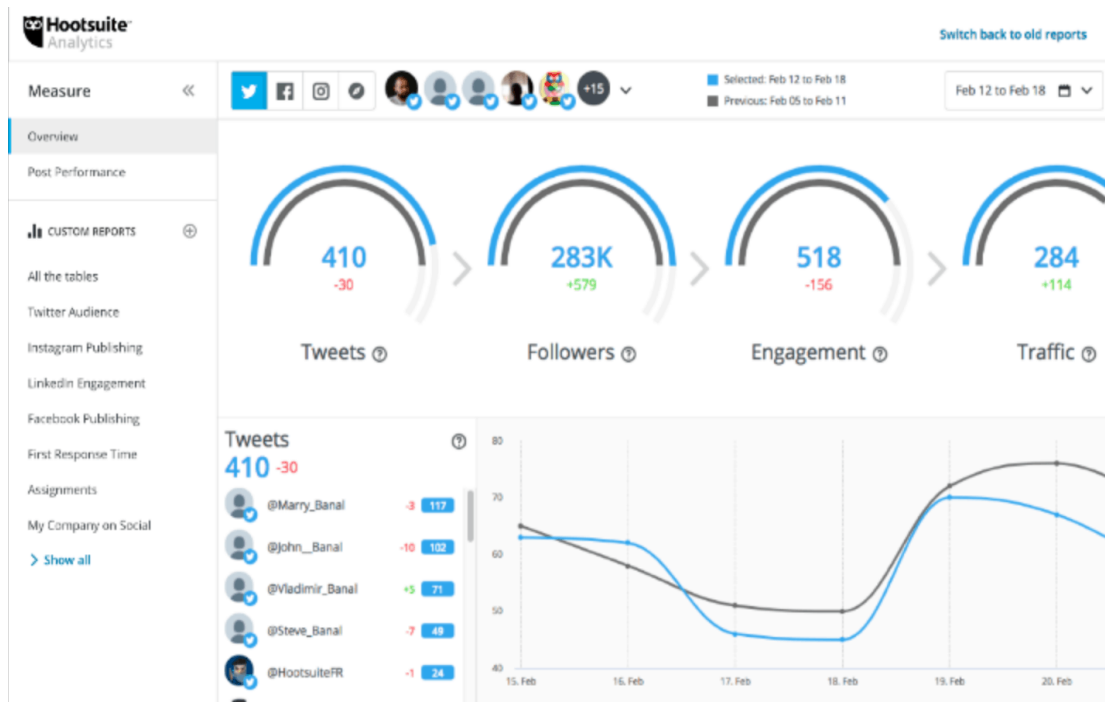 Hootsuite™
Analytics
Switch back to old reports
Measure
+15
Selected: Feb 12 to Feb 18
Previous: Feb 05 to Feb 11
Feb 12 to Feb 18
Overview
Post Performance
CUSTOM REPORTS
All the tables
Twitter Audience
Instagram Publishing
LinkedIn Engagement
Facebook Publishing
First Response Time
Assignments
My Company on Social
Show all
410
-30
Tweets
283K
+579
Followers
518
-156
Engagement
284
+114
Traffic
Tweets
410 -30
@Marry_Banal -3 117
@John__Banal -10 102
@Vladimir_Banal +5 71
@Steve_Banal -7 49
@HootsuiteFR -1 24
80
70
60
50
40
15. Feb 16. Feb 17. Feb 18. Feb 19. Feb 20. Feb